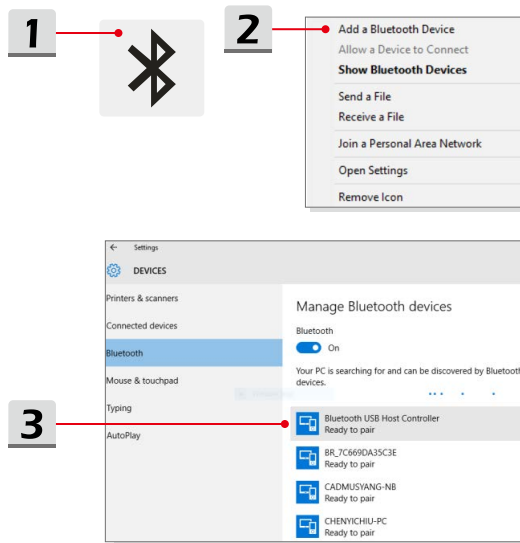 1
2
Add a Bluetooth Device
Allow a Device to Connect
Show Bluetooth Devices
Send a File
Receive a File
Join a Personal Area Network
Open Settings
Remove Icon
3
← Settings
DEVICES
Printers & scanners
Connected devices
Bluetooth
Mouse & touchpad
Typing
AutoPlay
Manage Bluetooth devices
Bluetooth
On
Your PC is searching for and can be discovered by Bluetooth
devices.
Bluetooth USB Host Controller
Ready to pair
BR_7C669DA35C3E
Ready to pair
CADMUSYANG-NB
Ready to pair
CHENYICHIU-PC
Ready to pair